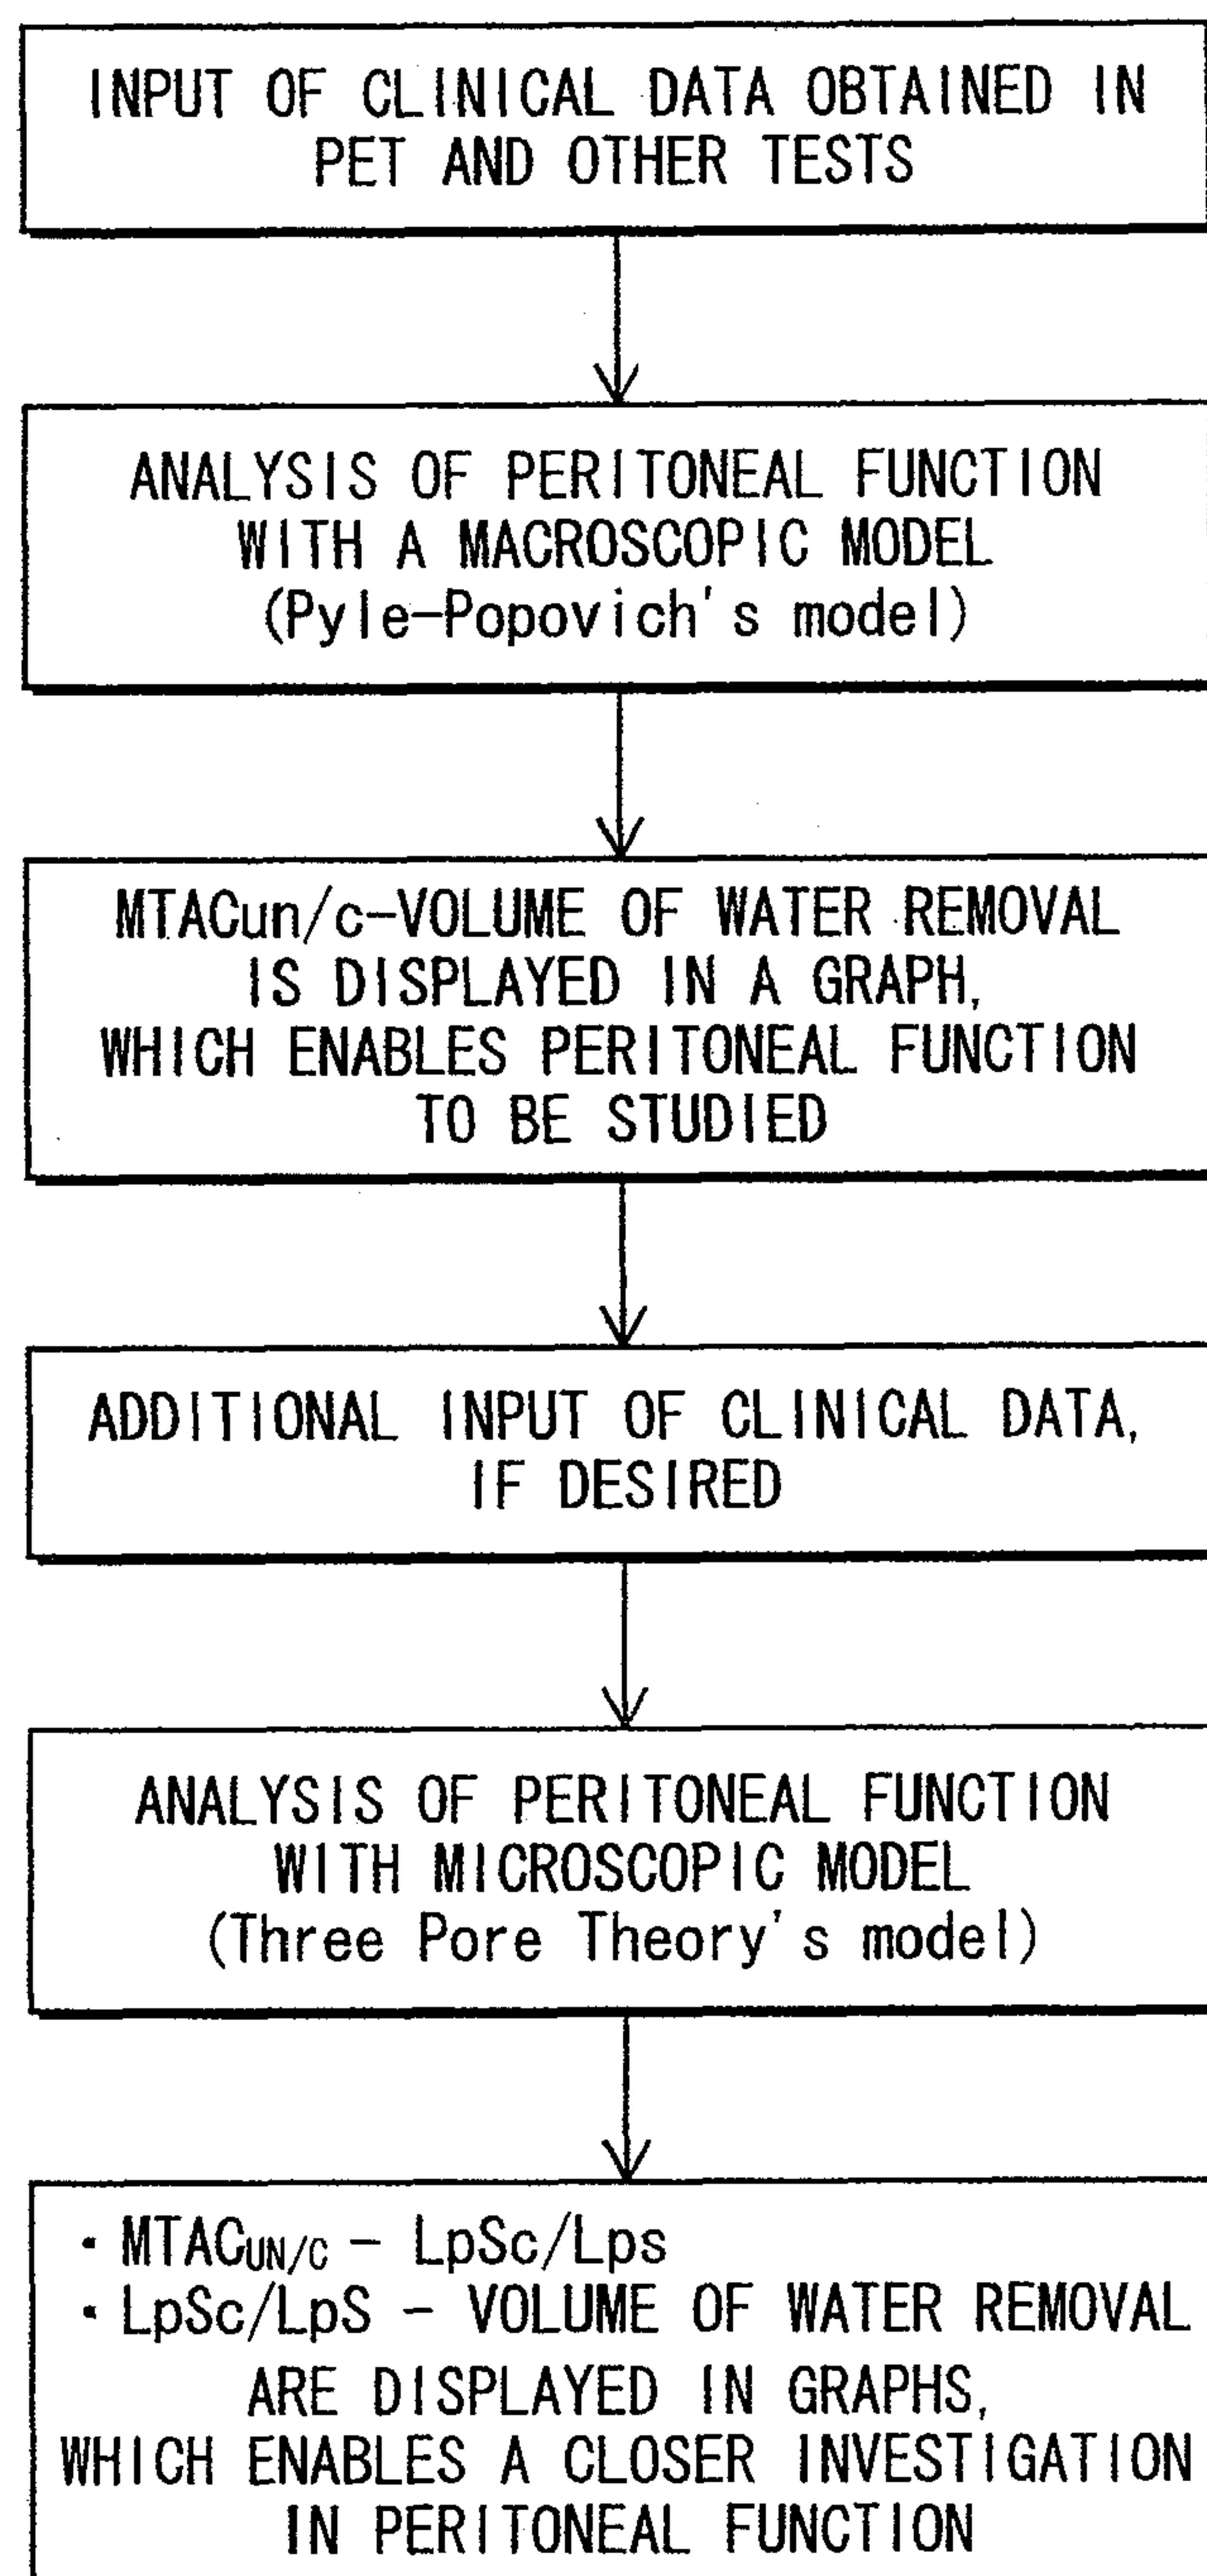 INPUT OF CLINICAL DATA OBTAINED IN
PET AND OTHER TESTS
ANALYSIS OF PERITONEAL FUNCTION
WITH A MACROSCOPIC MODEL
(Pyle-Popovich's model)
MTACun/c-VOLUME OF WATER REMOVAL
IS DISPLAYED IN A GRAPH,
WHICH ENABLES PERITONEAL FUNCTION
TO BE STUDIED
ADDITIONAL INPUT OF CLINICAL DATA,
IF DESIRED
ANALYSIS OF PERITONEAL FUNCTION
WITH MICROSCOPIC MODEL
(Three Pore Theory's model)
・MTACUN/C - LpSc/Lps
・LpSc/LpS - VOLUME OF WATER REMOVAL
ARE DISPLAYED IN GRAPHS,
WHICH ENABLES A CLOSER INVESTIGATION
IN PERITONEAL FUNCTION